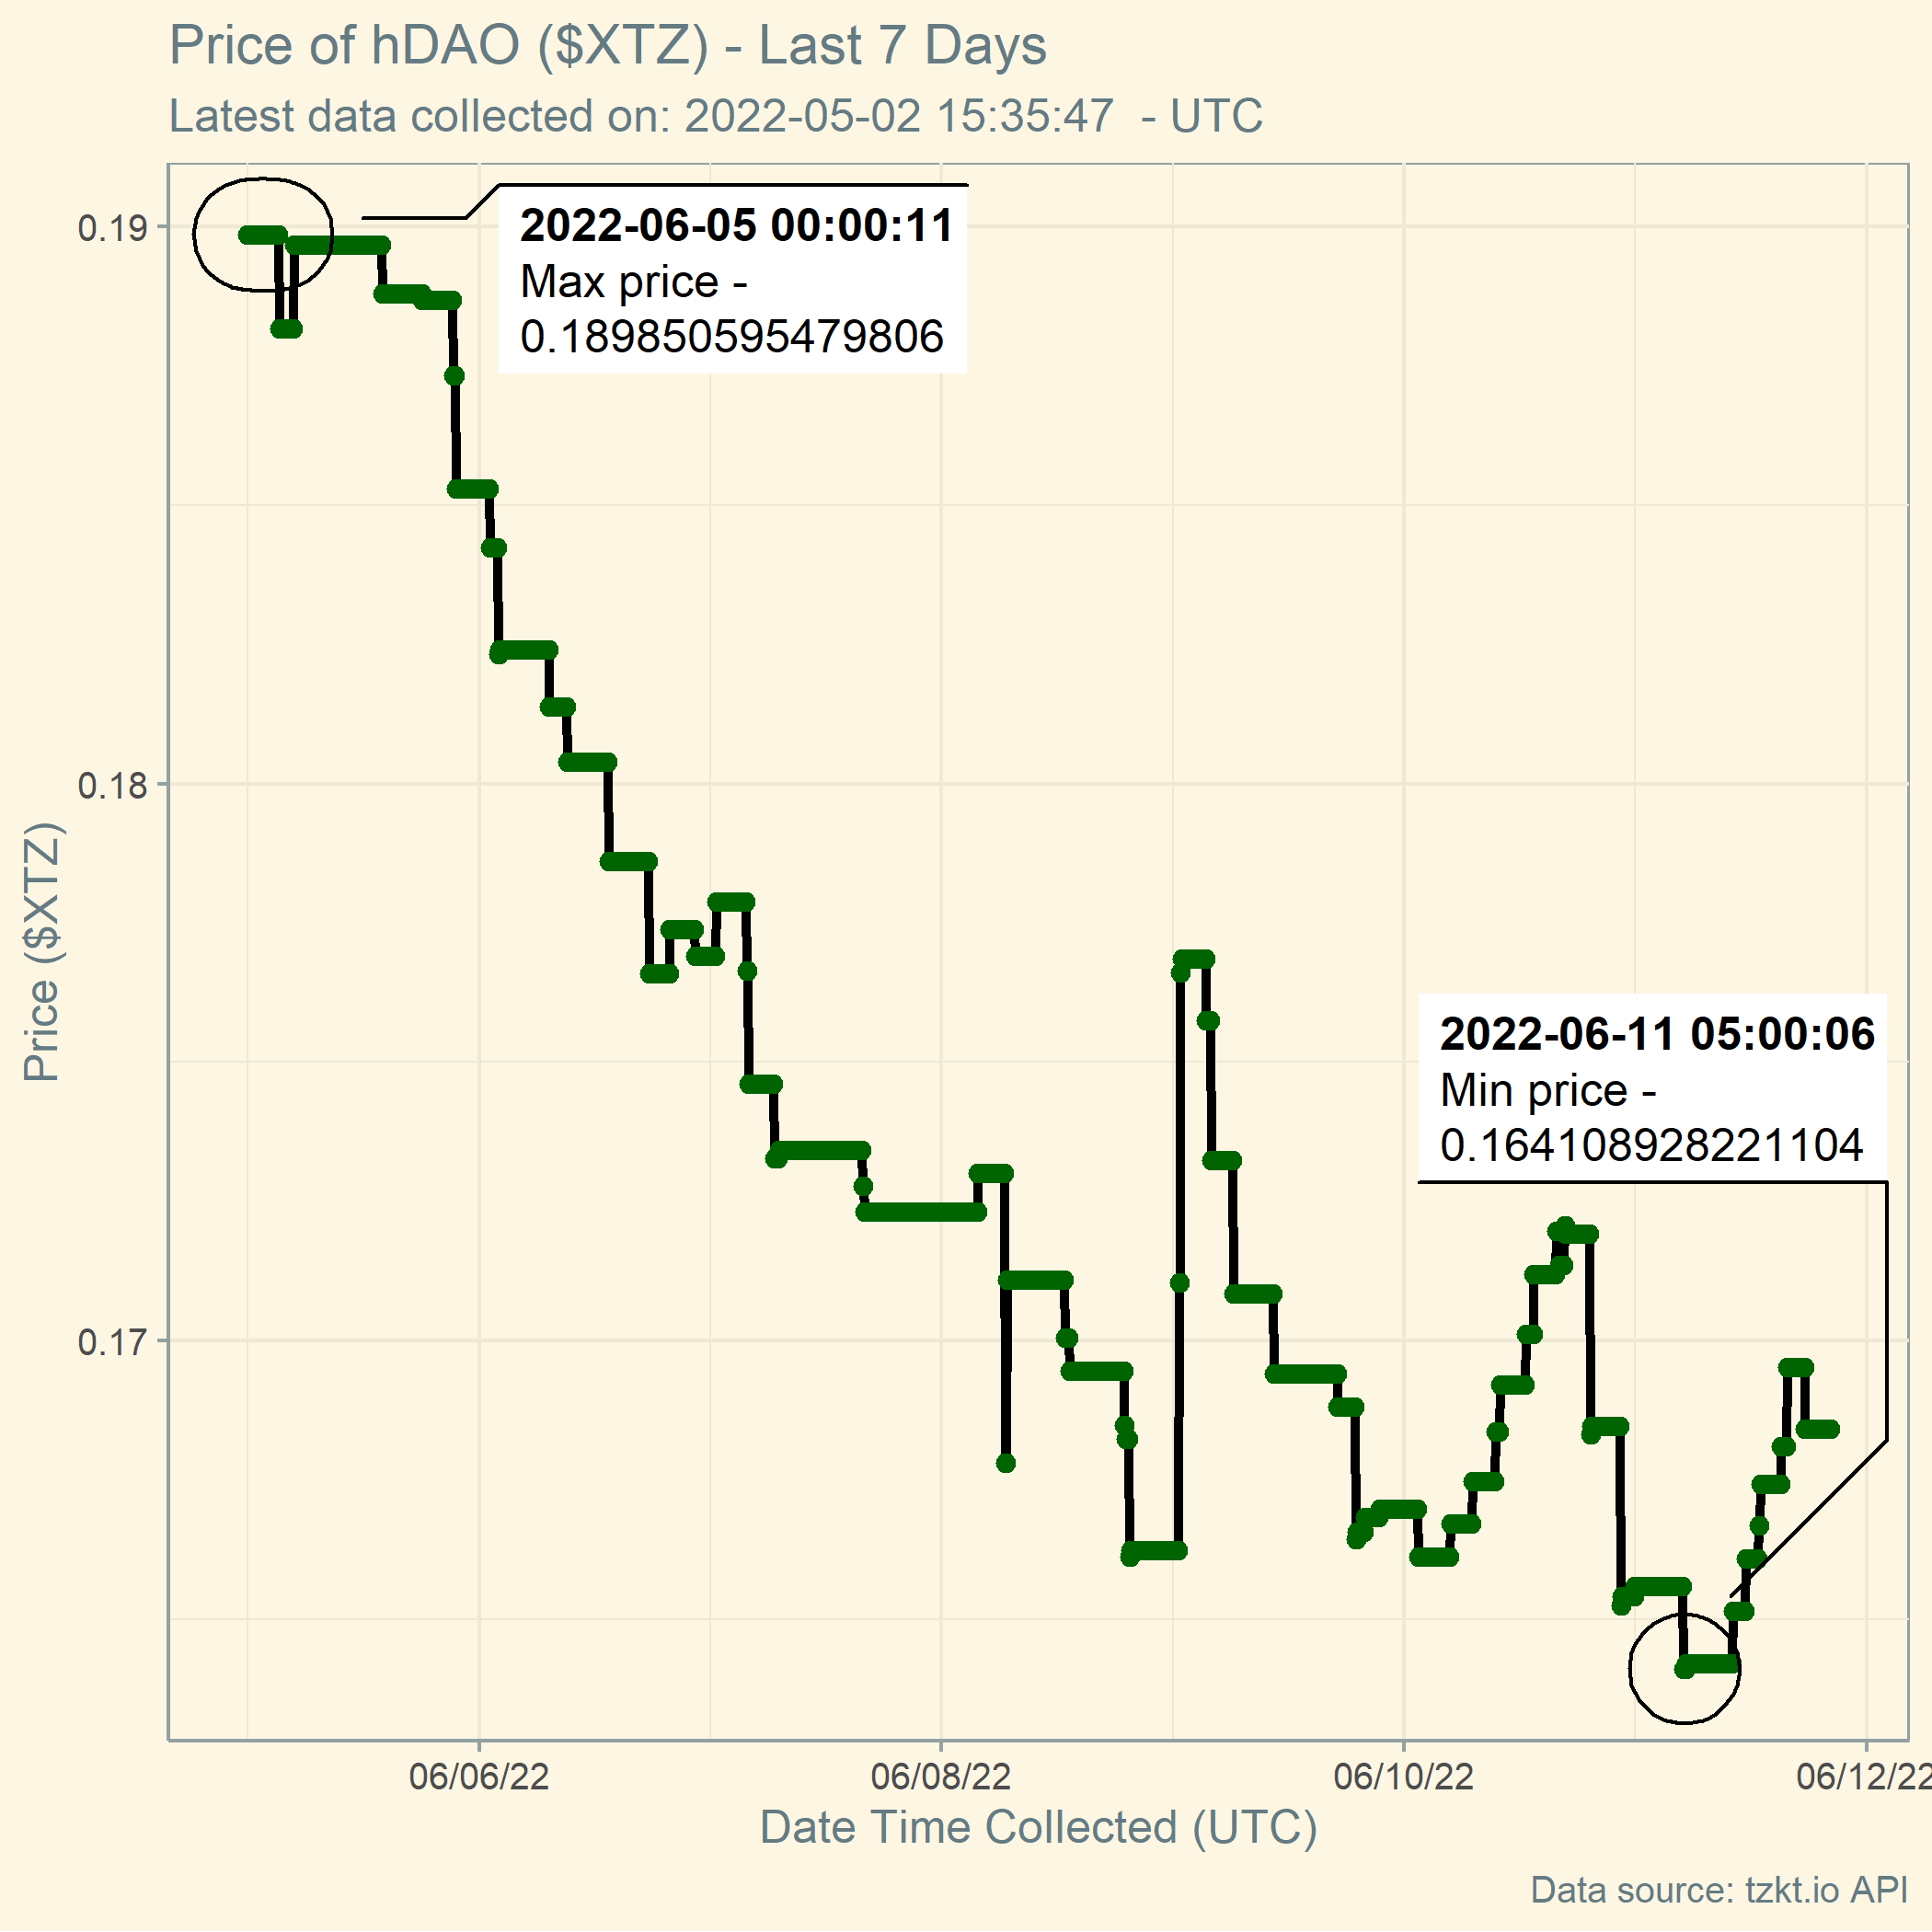 Price of hDAO ($XTZ) - Last 7 Days
Latest data collected on: 2022-05-02 15:35:47  - UTC
0.19
0.18
0.17
Price ($XTZ)
2022-06-05 00:00:11
Max price -
0.189850595479806
2022-06-11 05:00:06
Min price -
0.164108928221104
06/06/22
06/08/22
06/10/22
06/12/22
Date Time Collected (UTC)
Data source: tzkt.io API